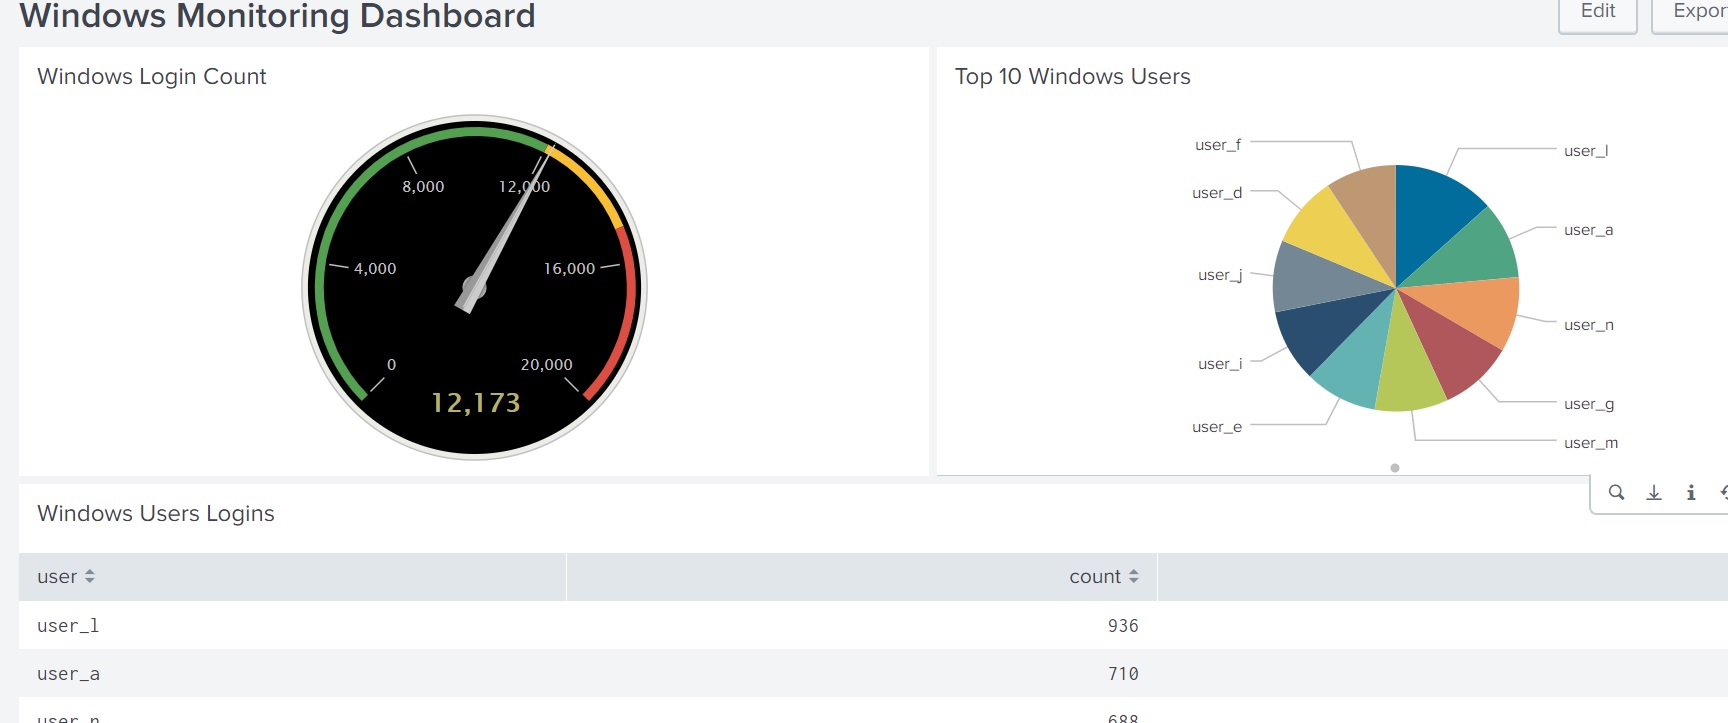 Windows Monitoring Dashboard
Edit
Expor
Windows Login Count
8,000
12,000
4,000
16,000
0
20,000
12,173
Top 10 Windows Users
user_f
user_l
user_d
user_a
user_j
user_n
user_i
user_g
user_e
user_m
Windows Users Logins
user count
user_l 936
user_a 710
user_n 688